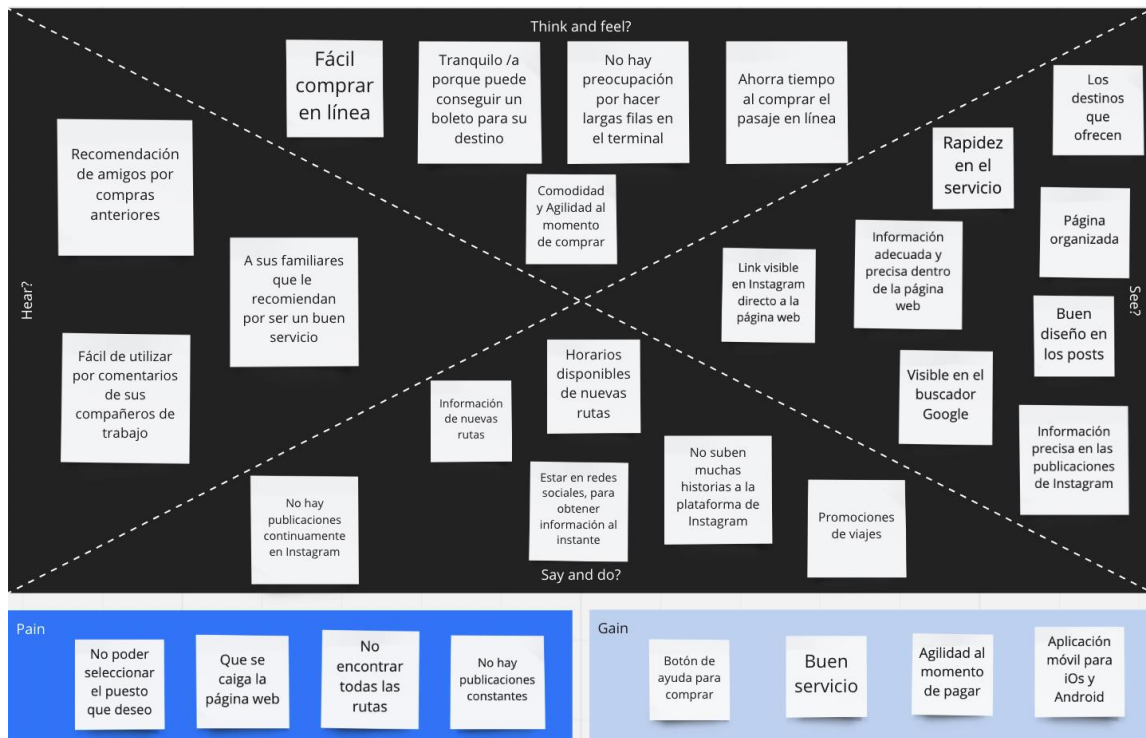 Think and feel?
Fácil
comprar
en línea
Tranquilo /a
porque puede
conseguir un
boleto para su
destino
No hay
preocupación
por hacer
largas filas en
el terminal
Ahorra tiempo
al comprar el
pasaje en línea
Comodidad
y Agilidad al
momento
de comprar
Hear?
Recomendación
de amigos por
compras
anteriores
A sus familiares
que le
recomiendan
por ser un buen
servicio
Fácil de utilizar
por comentarios
de sus
compañeros de
trabajo
See?
Los
destinos
que
ofrecen
Rapidez
en el
servicio
Página
organizada
Información
adecuada y
precisa dentro
de la página
web
Link visible
en Instagram
directo a la
página web
Buen
diseño en
los posts
Visible en el
buscador
Google
Información
precisa en las
publicaciones
de Instagram
Horarios
disponibles
de nuevas
rutas
Información
de nuevas
rutas
No suben
muchas
historias a la
plataforma de
Instagram
Estar en redes
sociales, para
obtener
información al
instante
No hay
publicaciones
continuamente
en Instagram
Promociones
de viajes
Say and do?
Pain
No poder
seleccionar
el puesto
que deseo
Que se
caiga la
página web
No
encontrar
todas las
rutas
No hay
publicaciones
constantes
Gain
Botón de
ayuda para
comprar
Buen
servicio
Agilidad al
momento
de pagar
Aplicación
móvil para
iOs y
Android